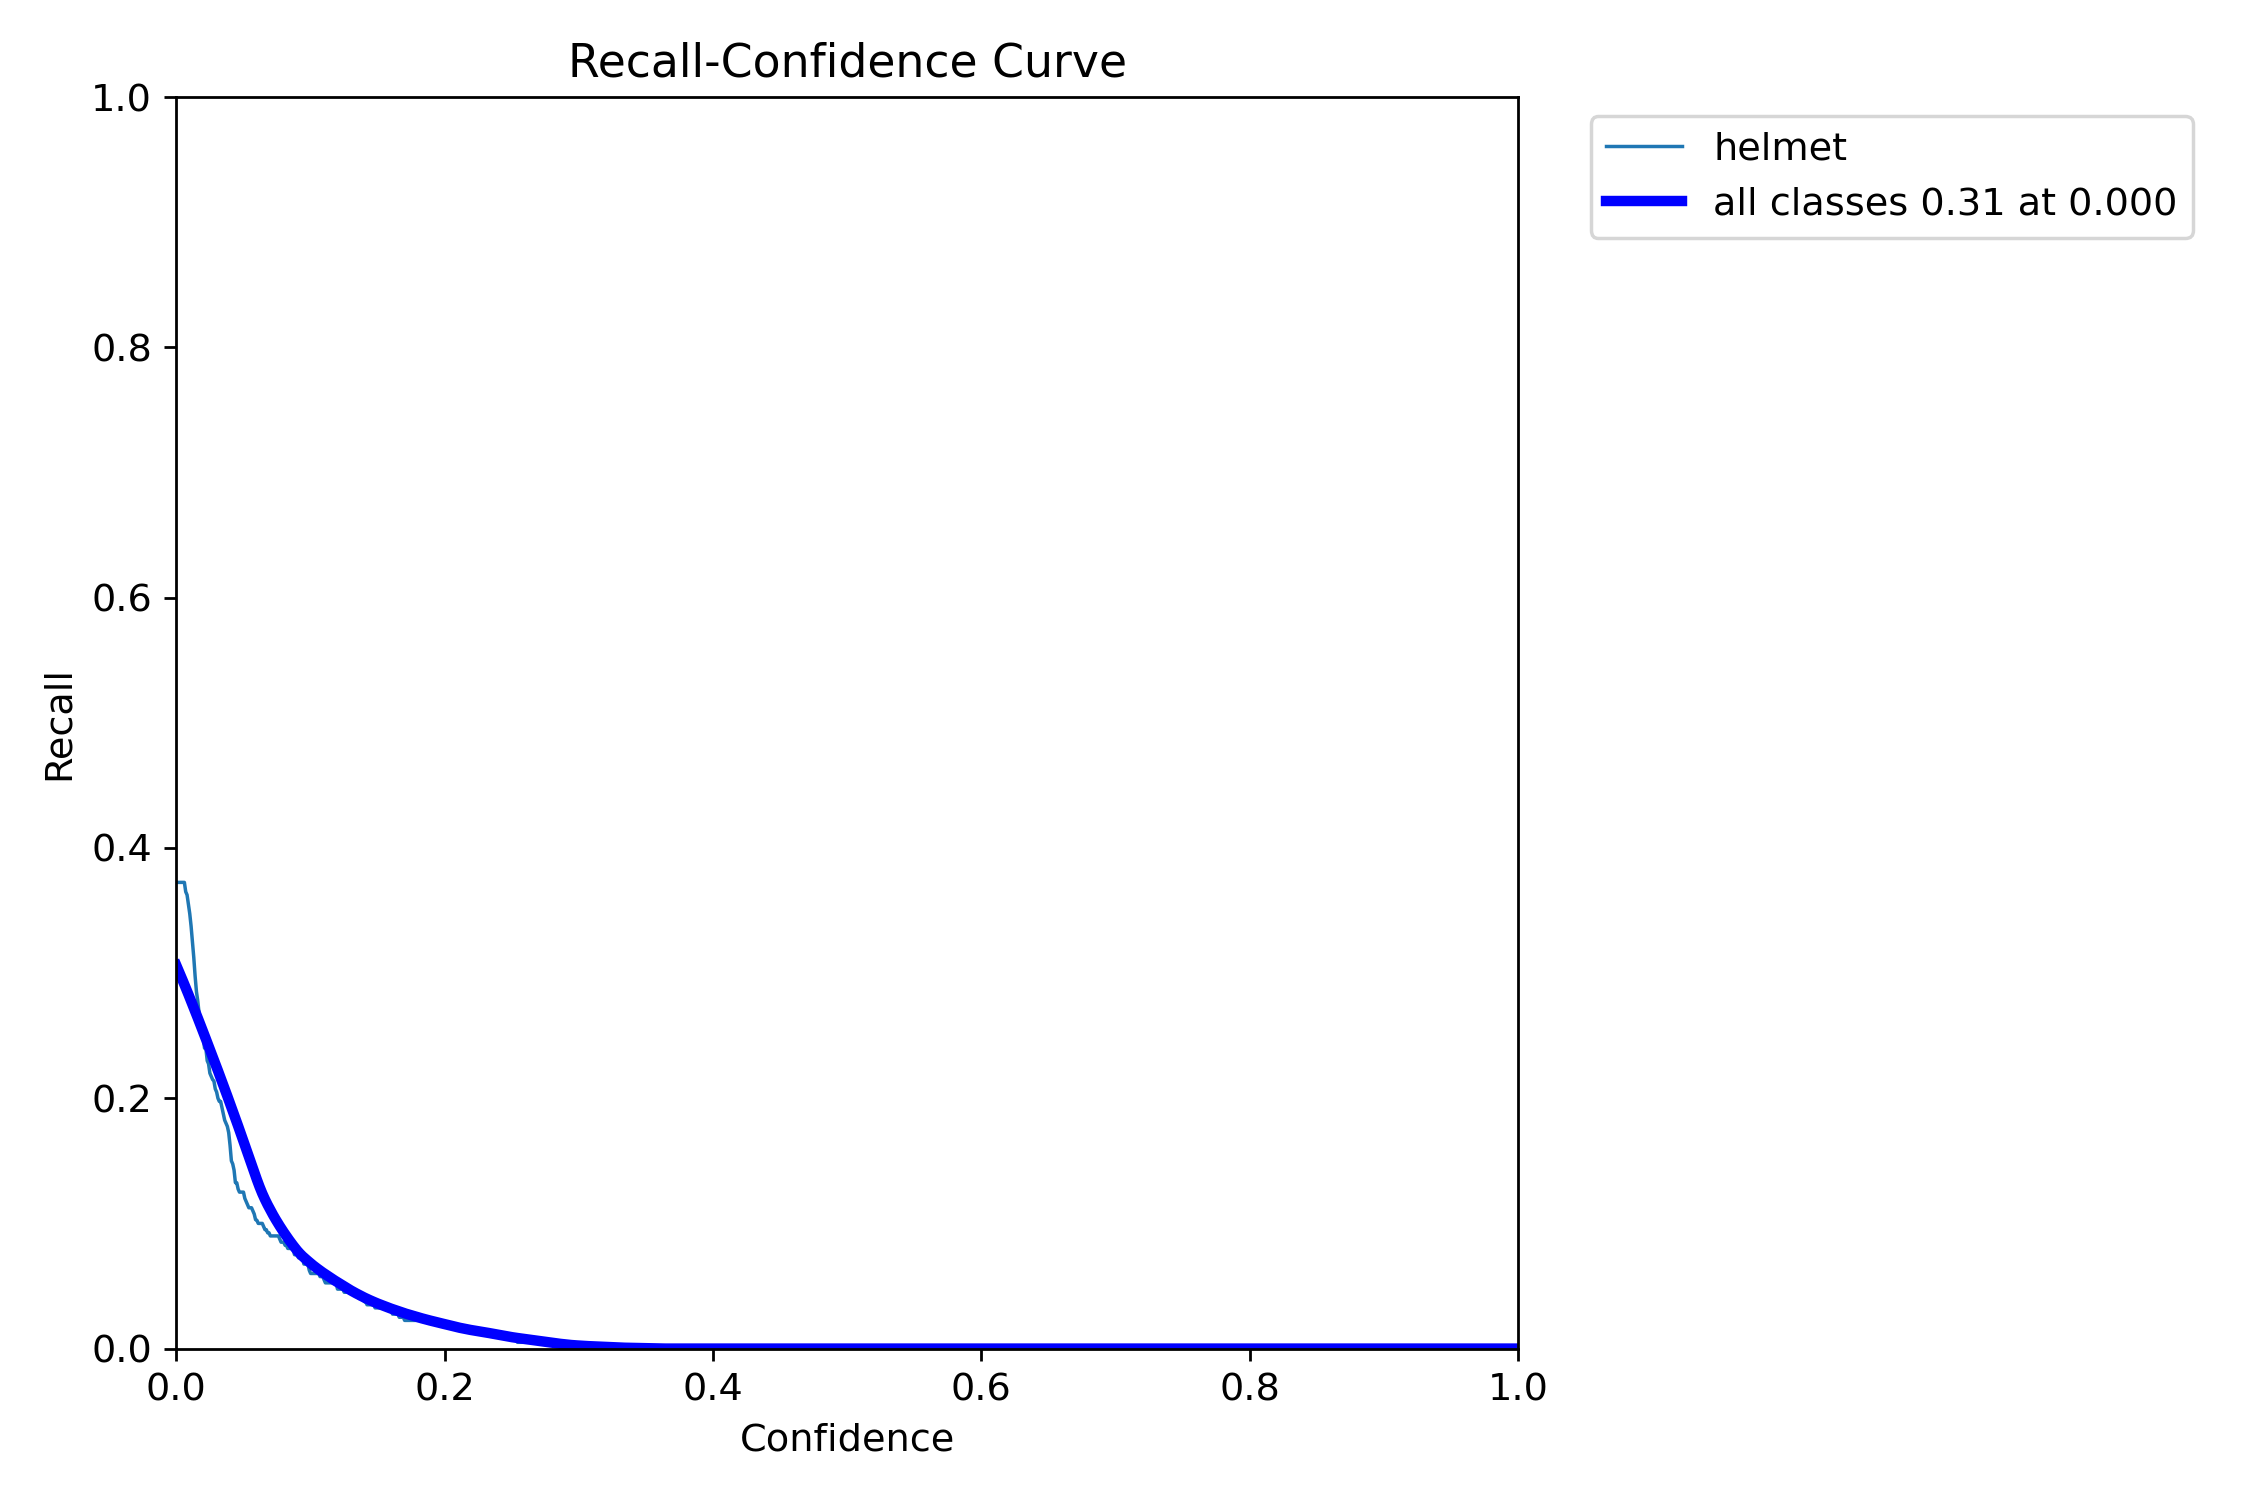 Recall-Confidence Curve
1.0
0.8
0.6
0.4
0.2
0.0
Recall
0.0 0.2 0.4 0.6 0.8 1.0
Confidence
helmet
all classes 0.31 at 0.000